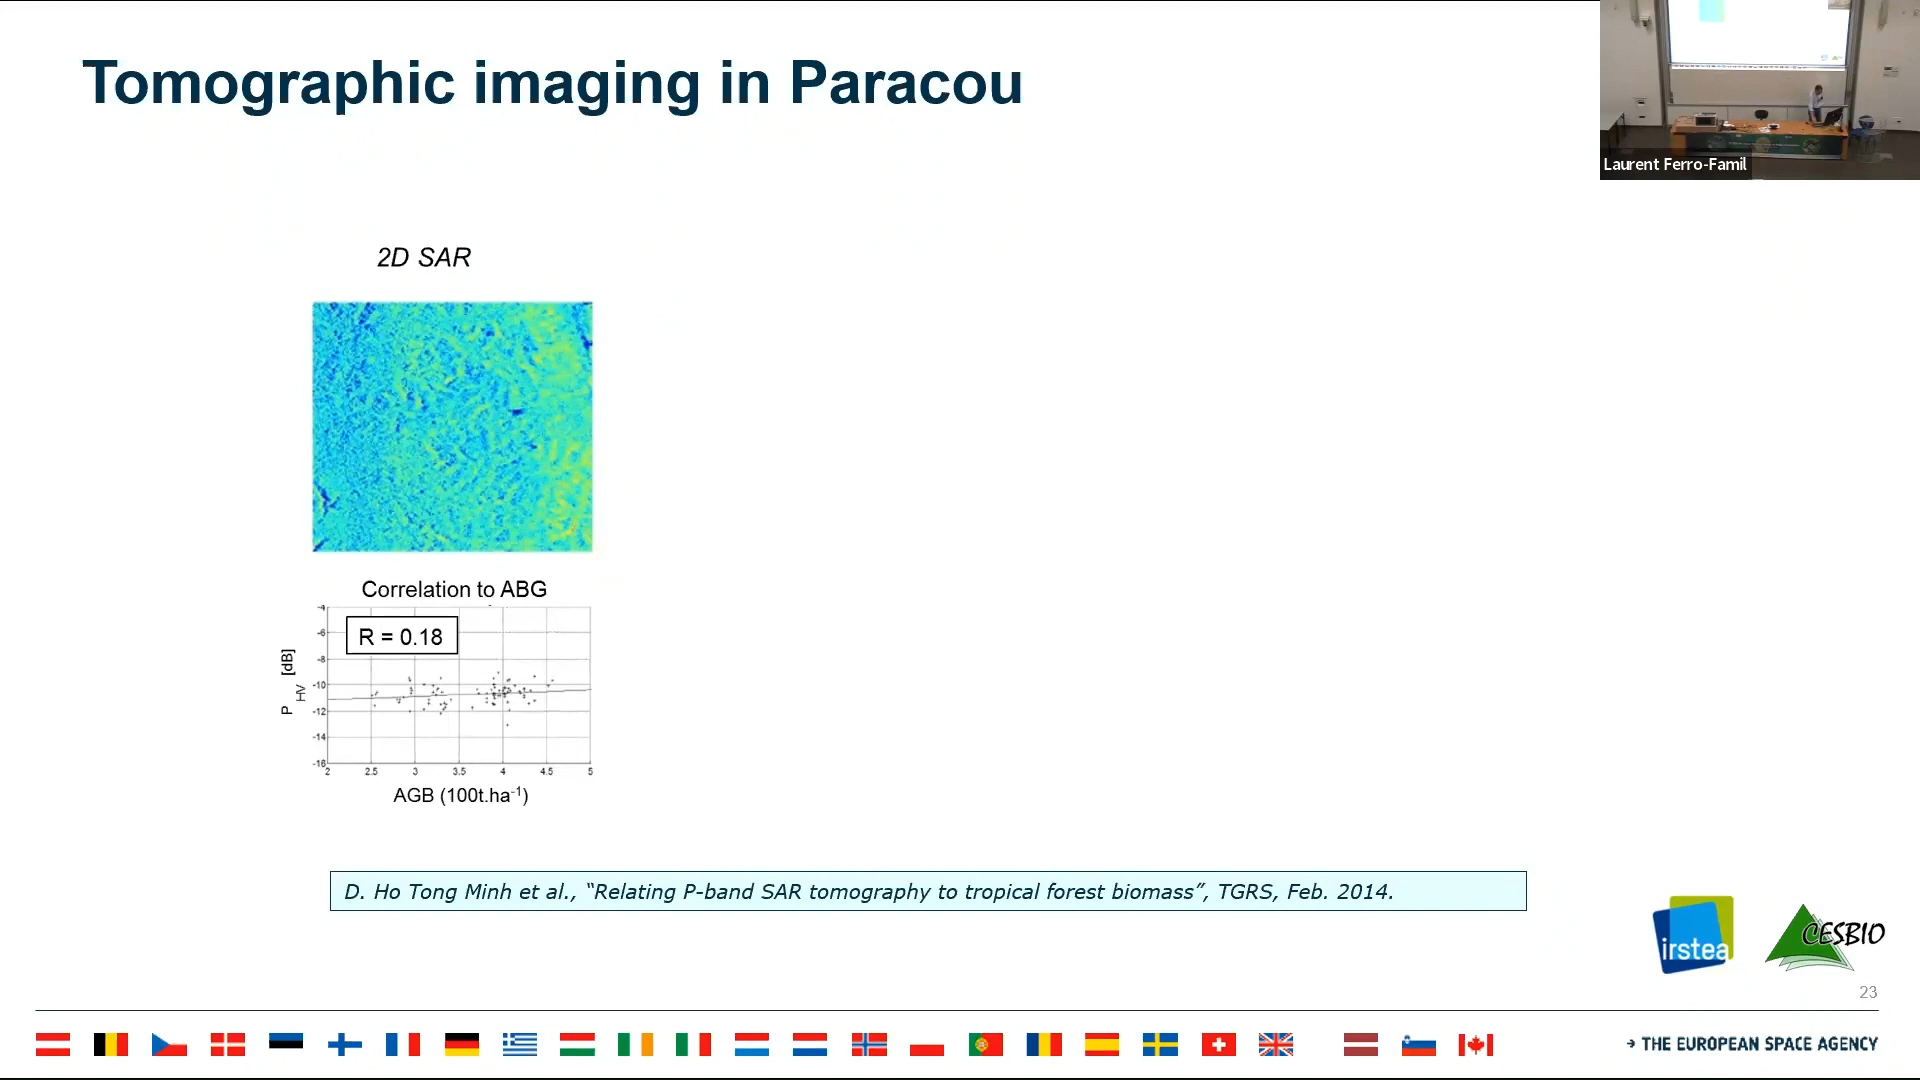 Tomographic imaging in Paracou
Laurent Ferro-Famil
2D SAR
Correlation to ABG
R = 0.18
P HV [dB]
-4
-6
-8
-10
-12
-14
-16
2 2.5 3 3.5 4 4.5 5
AGB (100t.ha-1)
D. Ho Tong Minh et al., “Relating P-band SAR tomography to tropical forest biomass”, TGRS, Feb. 2014.
irstea
CESBIO
23
→ THE EUROPEAN SPACE AGENCY